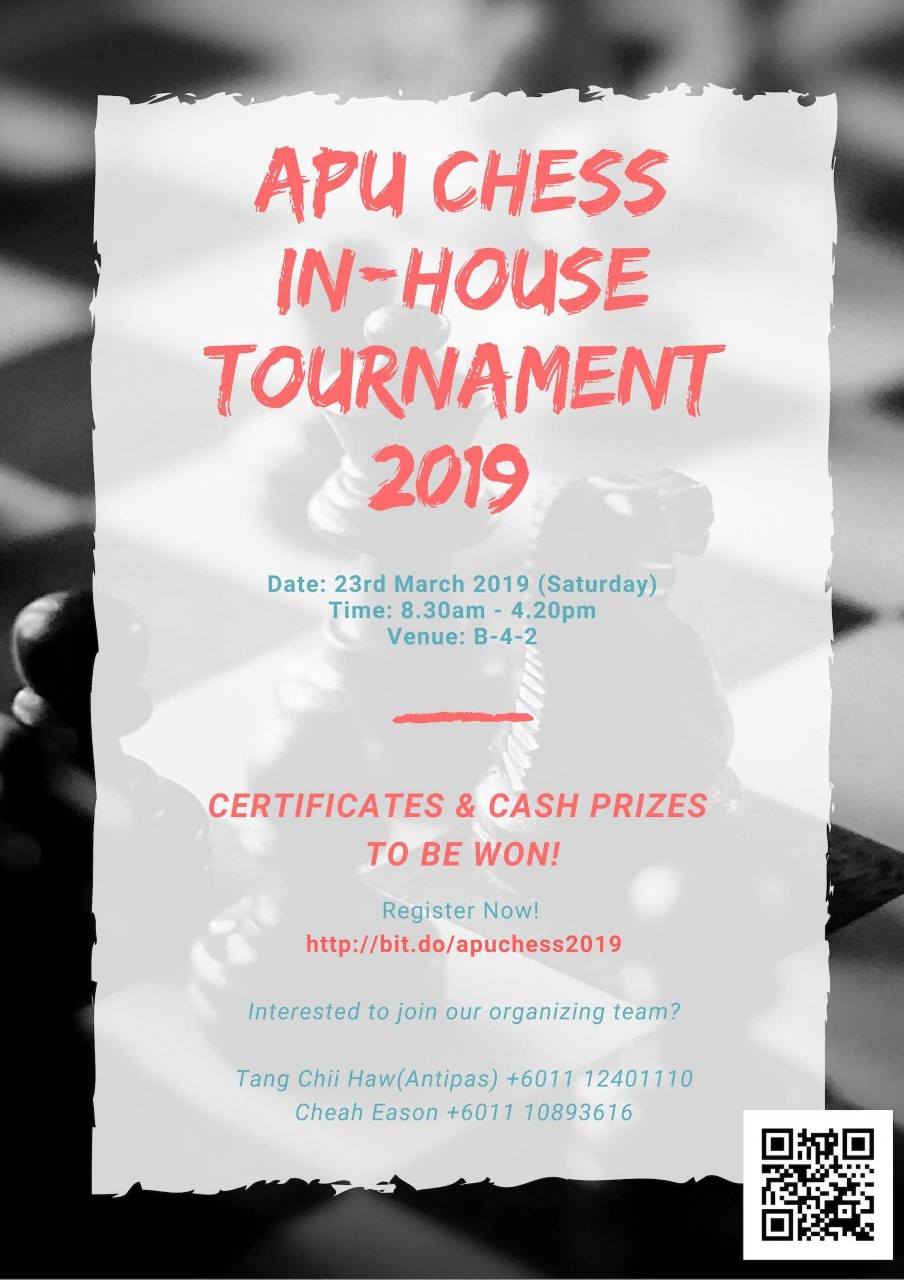 APU CHESS
IN-HOUSE
TOURNAMENT
2019
Date: 23rd March 2019 (Saturday)
Time: 8.30am - 4.20pm
Venue: B-4-2
CERTIFICATES & CASH PRIZES
TO BE WON!
Register Now!
http://bit.do/apuchess2019
Interested to join our organizing team?
Tang Chii Haw(Antipas) +6011 12401110
Cheah Eason +6011 10893616